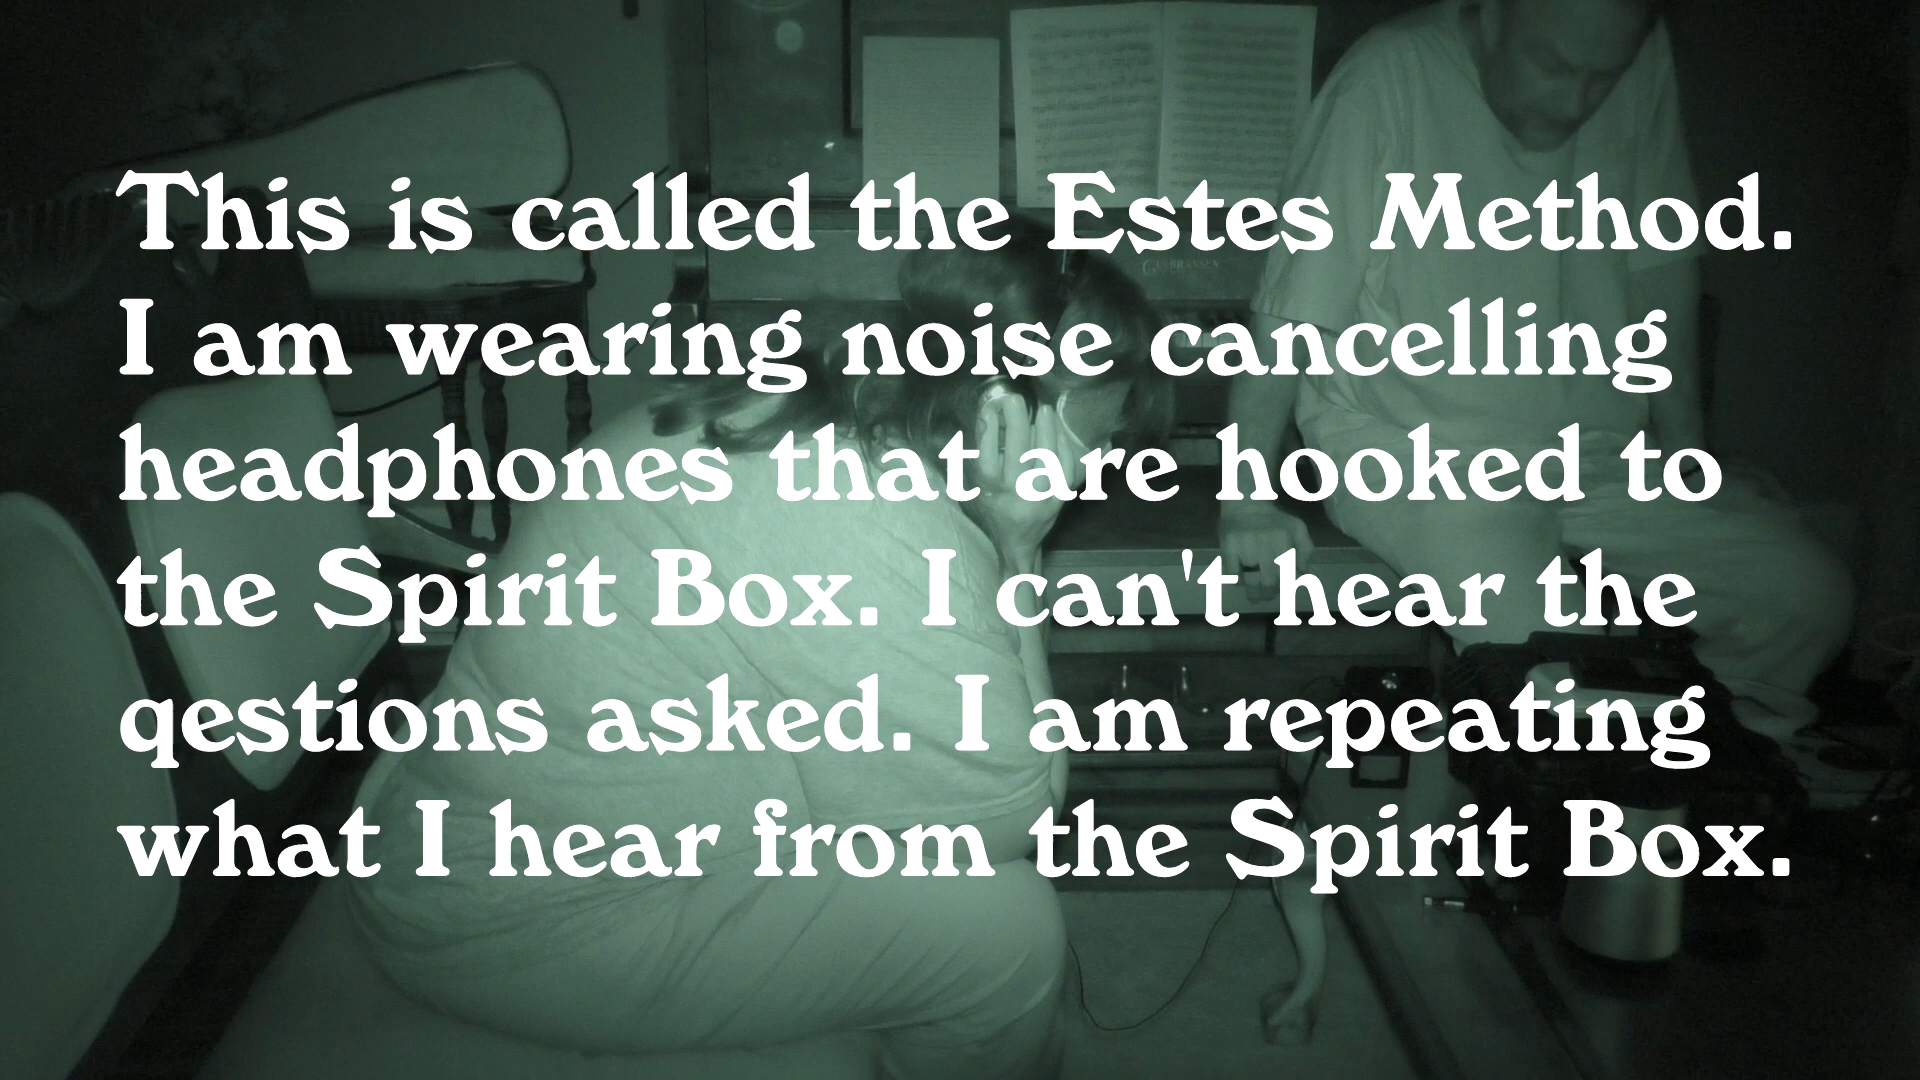 This is called the Estes Method.
I am wearing noise cancelling
headphones that are hooked to
the Spirit Box. I can't hear the
qestions asked. I am repeating
what I hear from the Spirit Box.